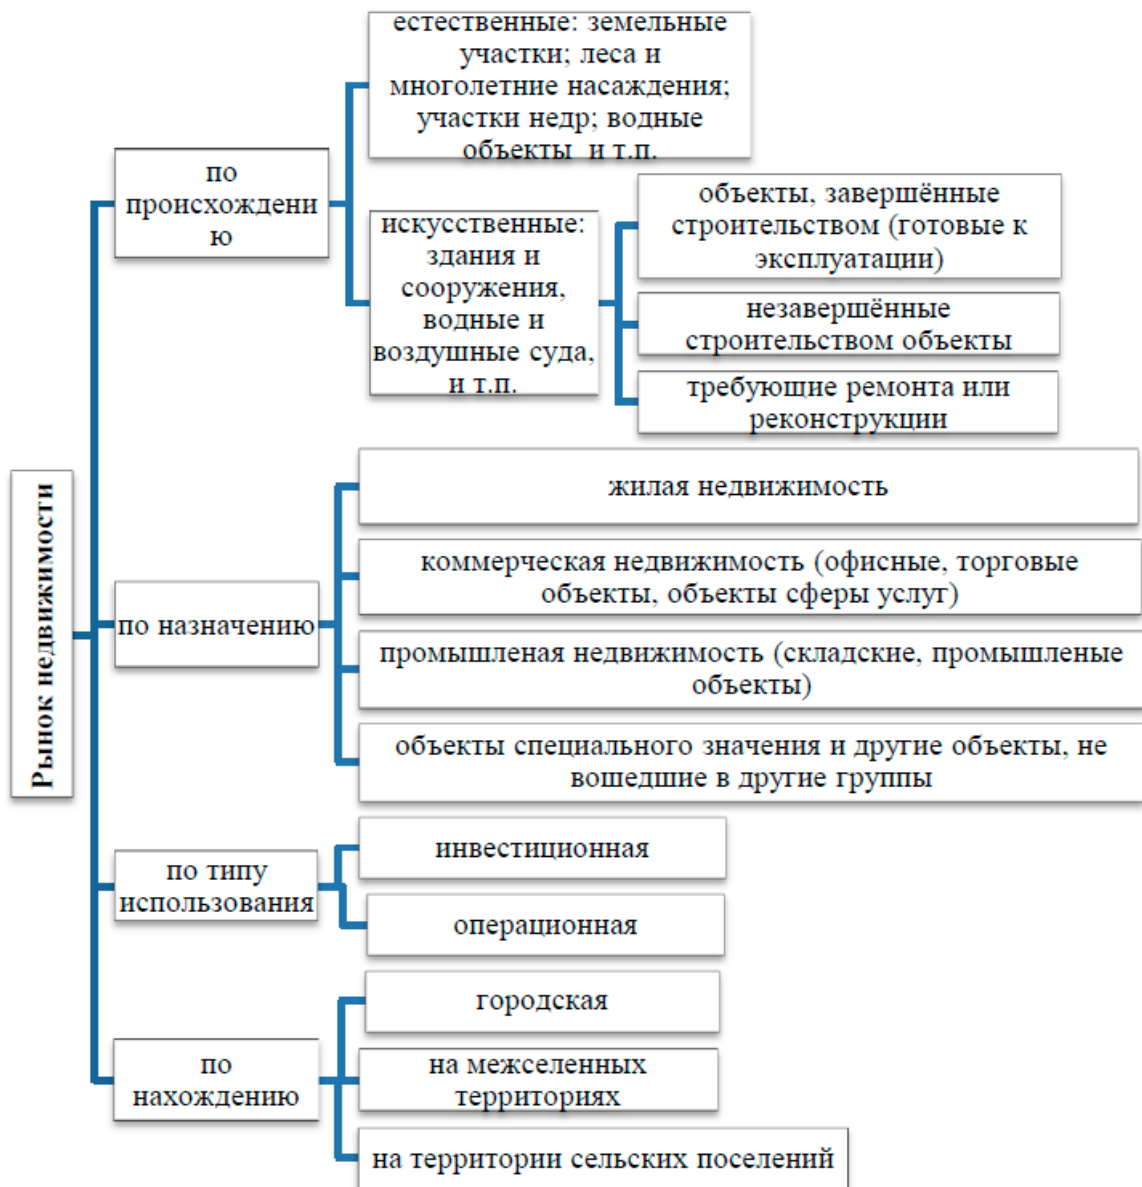 Рынок недвижимости
по
происхождени
ю
естественные: земельные
участки; леса и
многолетние насаждения;
участки недр; водные
объекты и т.п.
искусственные:
здания и
сооружения,
водные и
воздушные суда,
и т.п.
объекты, завершённые
строительством (готовые к
эксплуатации)
незавершённые
строительством объекты
требующие ремонта или
реконструкции
по назначению
жилая недвижимость
коммерческая недвижимость (офисные, торговые
объекты, объекты сферы услуг)
промышленая недвижимость (складские, промышленые
объекты)
объекты специального значения и другие объекты, не
вошедшие в другие группы
по типу
использования
инвестиционная
операционная
по
нахождению
городская
на межселенных
территориях
на территории сельских поселений